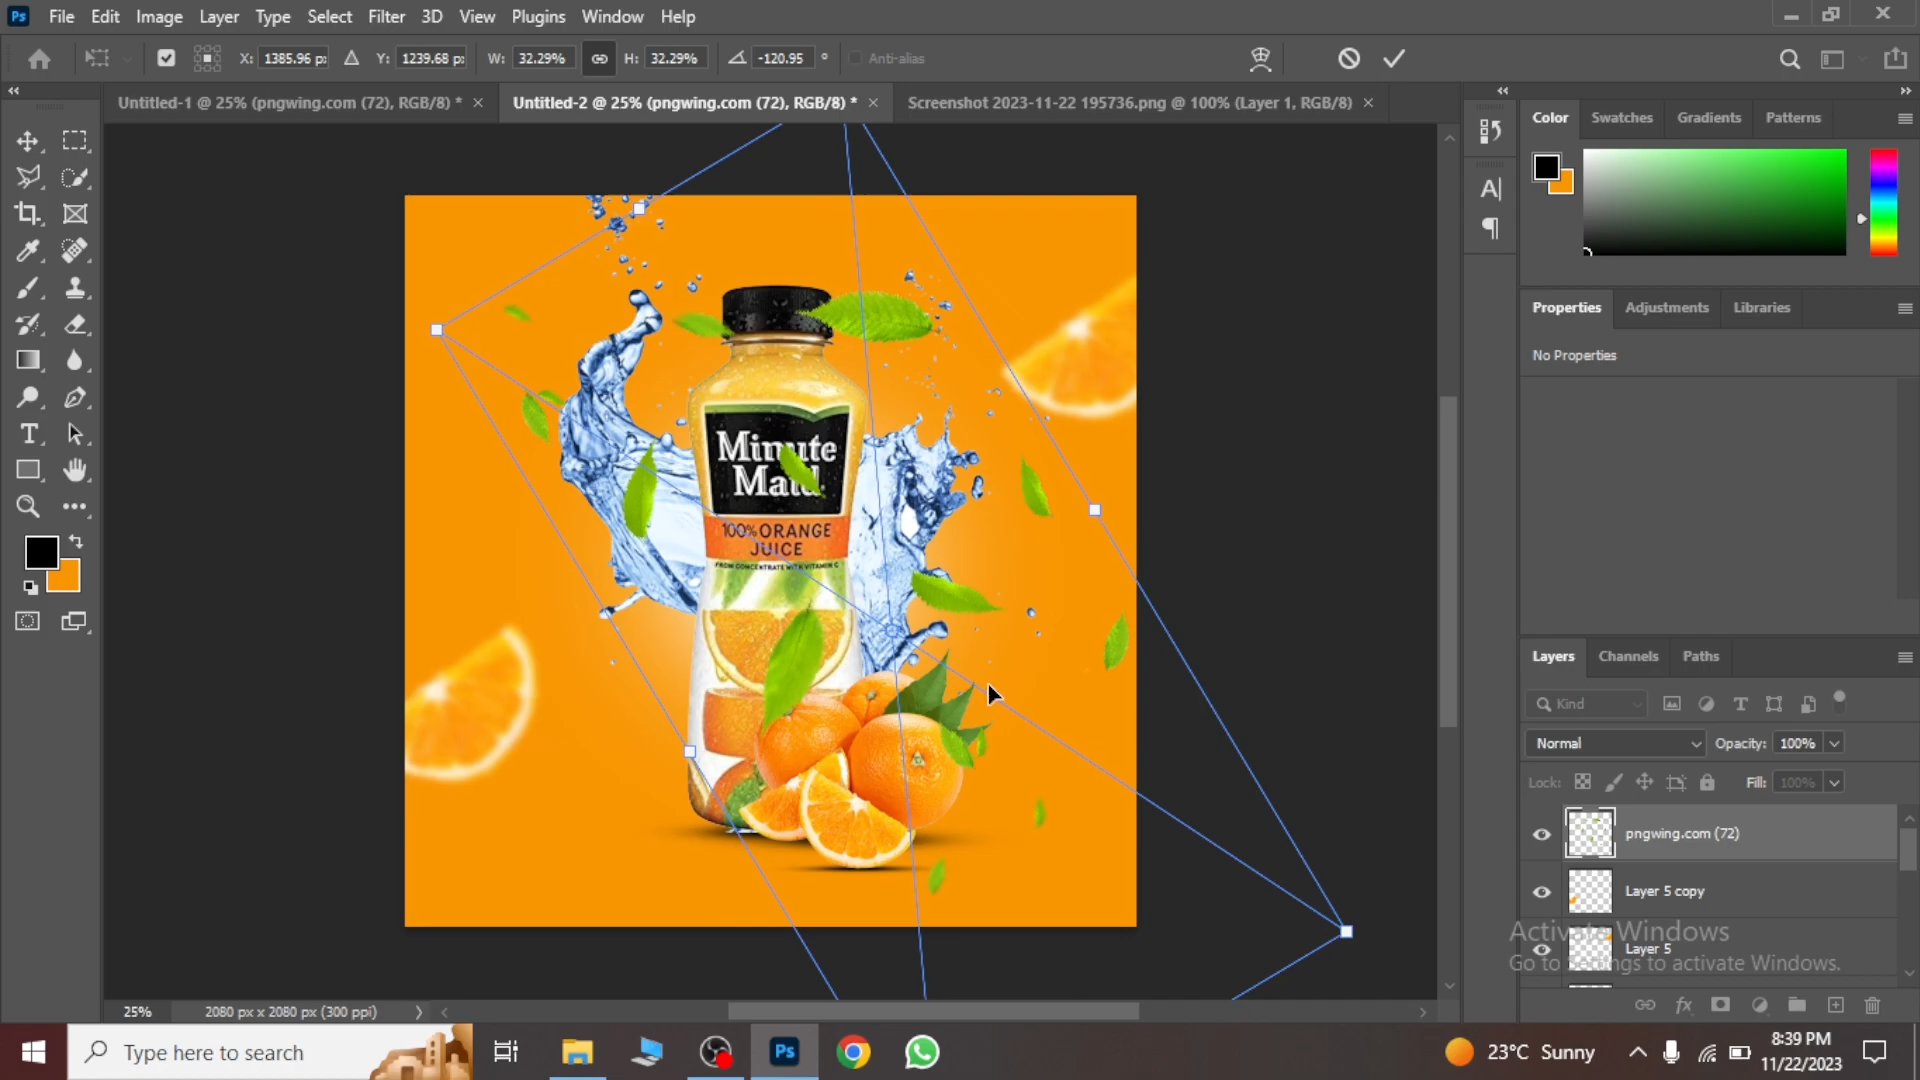 Ps File Edit Image Layer Type Select Filter 3D View Plugins Window Help
X: 1385.96 p: Y: 1239.68 p: W: 32.29% H: 32.29% -120.95 ° Anti-alias
Untitled-1 @ 25% (pngwing.com (72), RGB/8) * × Untitled-2 @ 25% (pngwing.com (72), RGB/8) * × Screenshot 2023-11-22 195736.png @ 100% (Layer 1, RGB/8) ×
Color Swatches Gradients Patterns
Properties Adjustments Libraries
No Properties
Minute
Maid
100% ORANGE
JUICE
FROM CONCENTRATE WITH VITAMIN C
Layers Channels Paths
Kind
Normal Opacity: 100%
Lock: Fill: 100%
pngwing.com (72)
Layer 5 copy
Layer 5
Activate Windows
Go to Settings to activate Windows.
25% 2080 px x 2080 px (300 ppi)
Type here to search
Ps
23°C Sunny
8:39 PM
11/22/2023